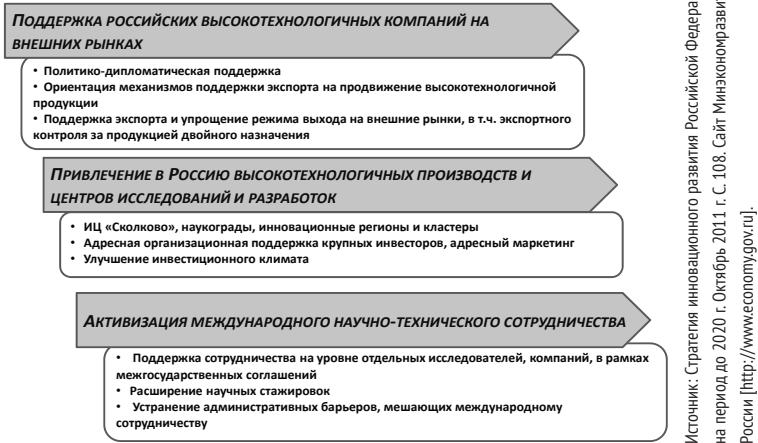 ПОДДЕРЖКА РОССИЙСКИХ ВЫСОКОТЕХНОЛОГИЧНЫХ КОМПАНИЙ НА
ВНЕШНИХ РЫНКАХ
• Политико-дипломатическая поддержка
• Ориентация механизмов поддержки экспорта на продвижение высокотехнологичной
продукции
• Поддержка экспорта и упрощение режима выхода на внешние рынки, в т.ч. экспортного
контроля за продукцией двойного назначения
ПРИВЛЕЧЕНИЕ В РОССИЮ ВЫСОКОТЕХНОЛОГИЧНЫХ ПРОИЗВОДСТВ И
ЦЕНТРОВ ИССЛЕДОВАНИЙ И РАЗРАБОТОК
• ИЦ «Сколково», наукограды, инновационные регионы и кластеры
• Адресная организационная поддержка крупных инвесторов, адресный маркетинг
• Улучшение инвестиционного климата
АКТИВИЗАЦИЯ МЕЖДУНАРОДНОГО НАУЧНО-ТЕХНИЧЕСКОГО СОТРУДНИЧЕСТВА
• Поддержка сотрудничества на уровне отдельных исследователей, компаний, в рамках
межгосударственных соглашений
• Расширение научных стажировок
• Устранение административных барьеров, мешающих международному
сотрудничеству
Источник: Стратегия инновационного развития Российской Федера
на период до 2020 г. Октябрь 2011 г. С. 108. Сайт Минэкономразви
России [http://www.economy.gov.ru].